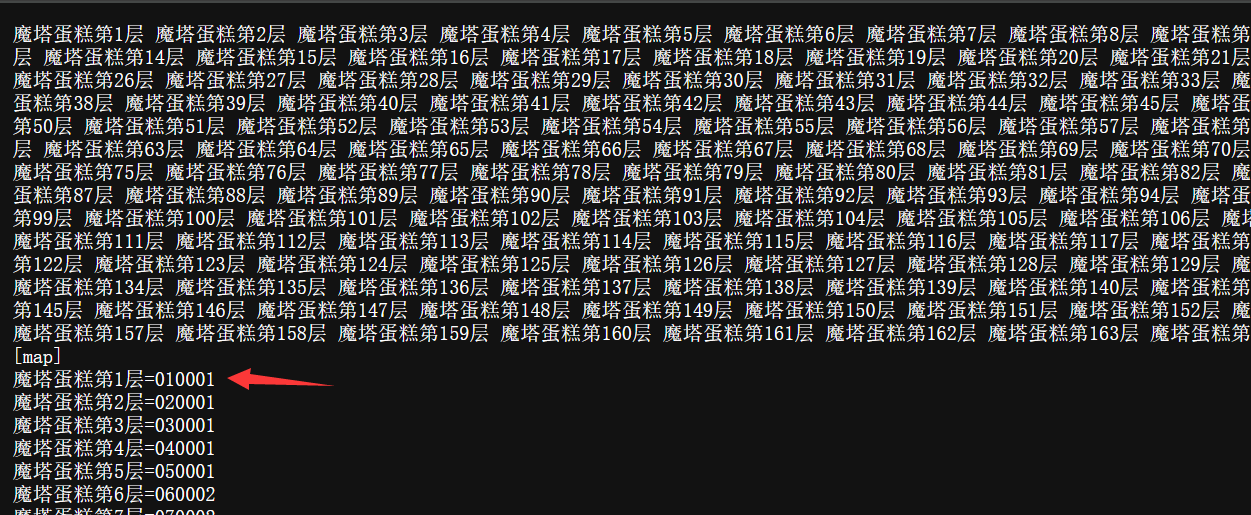 魔塔蛋糕第1层 魔塔蛋糕第2层 魔塔蛋糕第3层 魔塔蛋糕第4层 魔塔蛋糕第5层 魔塔蛋糕第6层 魔塔蛋糕第7层 魔塔蛋糕第8层 魔塔蛋糕第
层 魔塔蛋糕第14层 魔塔蛋糕第15层 魔塔蛋糕第16层 魔塔蛋糕第17层 魔塔蛋糕第18层 魔塔蛋糕第19层 魔塔蛋糕第20层 魔塔蛋糕第21层
魔塔蛋糕第26层 魔塔蛋糕第27层 魔塔蛋糕第28层 魔塔蛋糕第29层 魔塔蛋糕第30层 魔塔蛋糕第31层 魔塔蛋糕第32层 魔塔蛋糕第33层 魔
蛋糕第38层 魔塔蛋糕第39层 魔塔蛋糕第40层 魔塔蛋糕第41层 魔塔蛋糕第42层 魔塔蛋糕第43层 魔塔蛋糕第44层 魔塔蛋糕第45层 魔塔蛋
第50层 魔塔蛋糕第51层 魔塔蛋糕第52层 魔塔蛋糕第53层 魔塔蛋糕第54层 魔塔蛋糕第55层 魔塔蛋糕第56层 魔塔蛋糕第57层 魔塔蛋糕第
层 魔塔蛋糕第63层 魔塔蛋糕第64层 魔塔蛋糕第65层 魔塔蛋糕第66层 魔塔蛋糕第67层 魔塔蛋糕第68层 魔塔蛋糕第69层 魔塔蛋糕第70层
魔塔蛋糕第75层 魔塔蛋糕第76层 魔塔蛋糕第77层 魔塔蛋糕第78层 魔塔蛋糕第79层 魔塔蛋糕第80层 魔塔蛋糕第81层 魔塔蛋糕第82层 魔
蛋糕第87层 魔塔蛋糕第88层 魔塔蛋糕第89层 魔塔蛋糕第90层 魔塔蛋糕第91层 魔塔蛋糕第92层 魔塔蛋糕第93层 魔塔蛋糕第94层 魔塔蛋
第99层 魔塔蛋糕第100层 魔塔蛋糕第101层 魔塔蛋糕第102层 魔塔蛋糕第103层 魔塔蛋糕第104层 魔塔蛋糕第105层 魔塔蛋糕第106层 魔
魔塔蛋糕第111层 魔塔蛋糕第112层 魔塔蛋糕第113层 魔塔蛋糕第114层 魔塔蛋糕第115层 魔塔蛋糕第116层 魔塔蛋糕第117层 魔塔蛋糕第
第122层 魔塔蛋糕第123层 魔塔蛋糕第124层 魔塔蛋糕第125层 魔塔蛋糕第126层 魔塔蛋糕第127层 魔塔蛋糕第128层 魔塔蛋糕第129层 魔
魔塔蛋糕第134层 魔塔蛋糕第135层 魔塔蛋糕第136层 魔塔蛋糕第137层 魔塔蛋糕第138层 魔塔蛋糕第139层 魔塔蛋糕第140层 魔塔蛋糕第
第145层 魔塔蛋糕第146层 魔塔蛋糕第147层 魔塔蛋糕第148层 魔塔蛋糕第149层 魔塔蛋糕第150层 魔塔蛋糕第151层 魔塔蛋糕第152层 魔
魔塔蛋糕第157层 魔塔蛋糕第158层 魔塔蛋糕第159层 魔塔蛋糕第160层 魔塔蛋糕第161层 魔塔蛋糕第162层 魔塔蛋糕第163层 魔塔蛋糕第
[map]
魔塔蛋糕第1层=010001
魔塔蛋糕第2层=020001
魔塔蛋糕第3层=030001
魔塔蛋糕第4层=040001
魔塔蛋糕第5层=050001
魔塔蛋糕第6层=060002